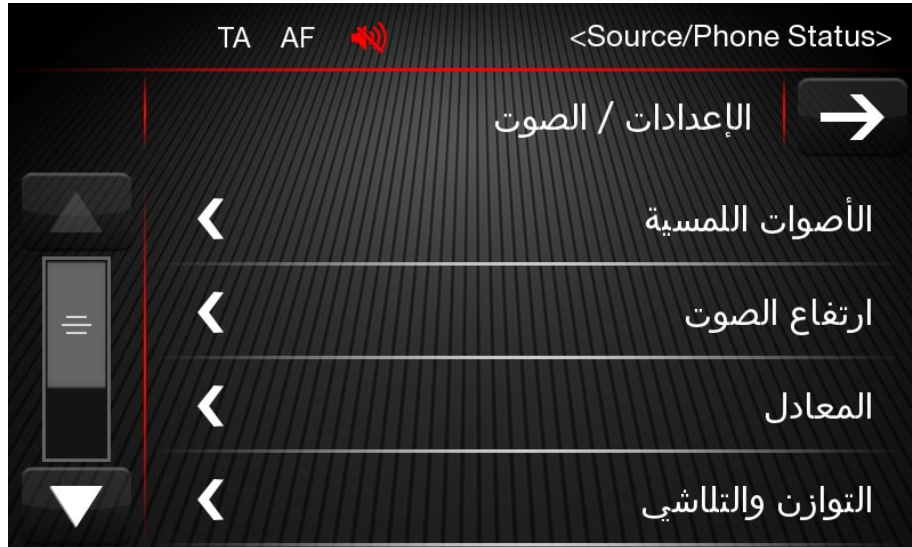 TA AF <Source/Phone Status>
الإعدادات / الصوت
الأصوات اللمسية
ارتفاع الصوت
المعادل
التوازن والتلاشي